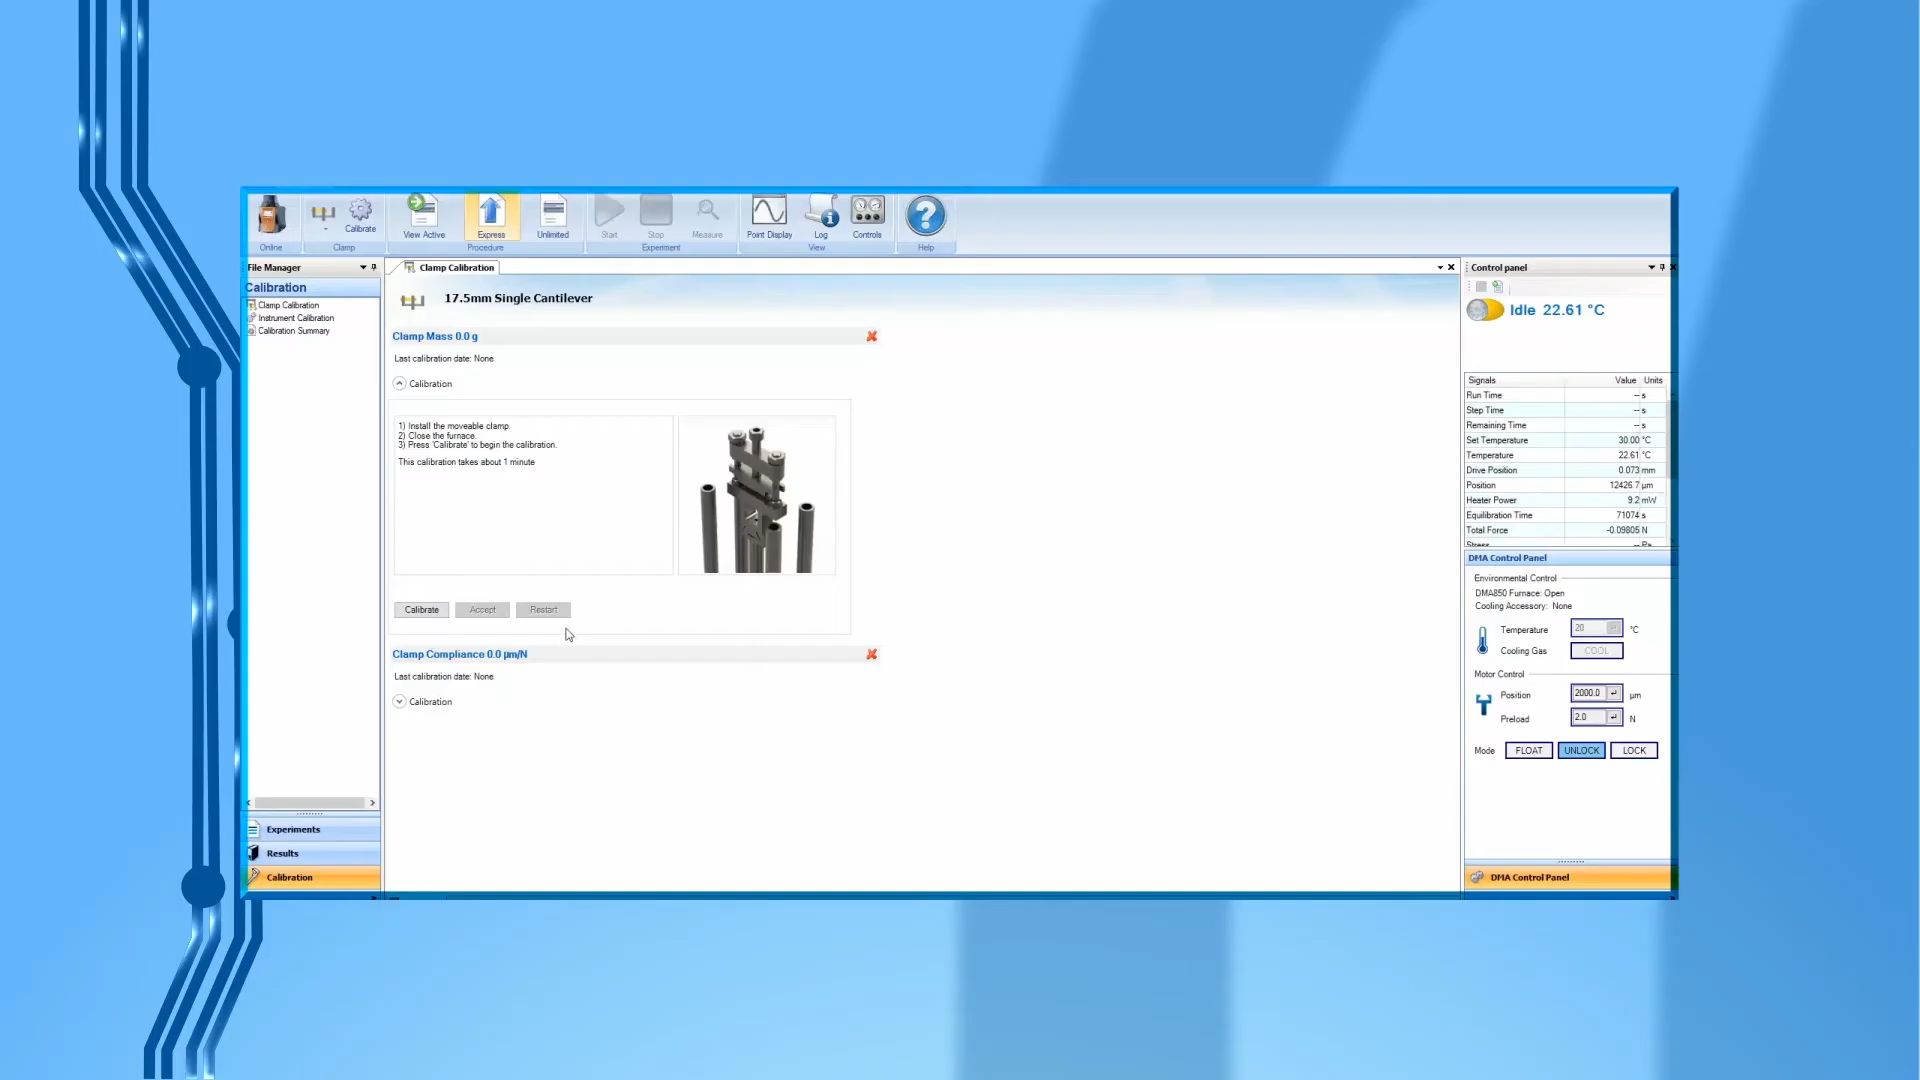 Calibrate
View Active
Express
Unlimited
Start
Stop
Measure
Point Display
Log
Controls
Online
Clamp
Procedure
Experiment
View
Help
File Manager
Clamp Calibration
Control panel
Calibration
Clamp Calibration
Instrument Calibration
Calibration Summary
17.5mm Single Cantilever
Clamp Mass 0.0 g
Last calibration date: None
Calibration
1) Install the moveable clamp.
2) Close the furnace.
3) Press 'Calibrate' to begin the calibration.
This calibration takes about 1 minute
Calibrate
Accept
Restart
Clamp Compliance 0.0 µm/N
Last calibration date: None
Calibration
Experiments
Results
Calibration
Idle 22.61 °C
Signals Value Units
Run Time -- s
Step Time -- s
Remaining Time -- s
Set Temperature 30.00 °C
Temperature 22.61 °C
Drive Position 0.073 mm
Position 12426.7 µm
Heater Power 9.2 mW
Equilibration Time 71074 s
Total Force -0.09805 N
Stress -- Pa
DMA Control Panel
Environmental Control
DMA850 Furnace: Open
Cooling Accessory: None
Temperature 20 °C
Cooling Gas COOL
Motor Control
Position 2000.0 µm
Preload 2.0 N
Mode FLOAT UNLOCK LOCK
DMA Control Panel